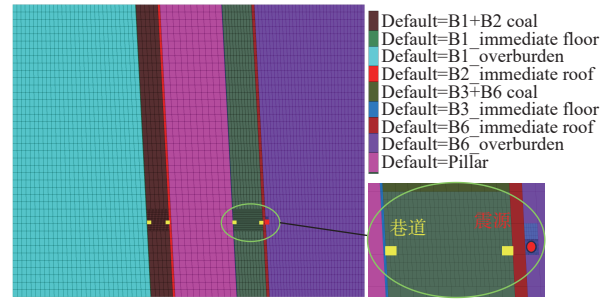 Default=B1+B2 coal
Default=B1_immediate floor
Default=B1_overburden
Default=B2_immediate roof
Default=B3+B6 coal
Default=B3_immediate floor
Default=B6_immediate roof
Default=B6_overburden
Default=Pillar
巷道